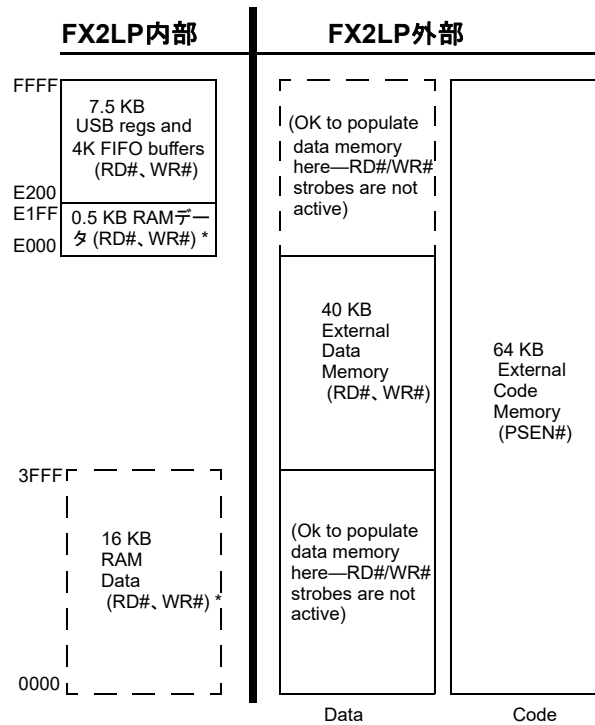 FX2LP内部
FX2LP外部
FFFF
7.5 KB
USB regs and
4K FIFO buffers
(RD#、WR#)
E200
E1FF
0.5 KB RAMデー
タ (RD#、WR#) *
E000
(OK to populate
data memory
here—RD#/WR#
strobes are not
active)
40 KB
External
Data
Memory
(RD#、WR#)
64 KB
External
Code
Memory
(PSEN#)
3FFF
16 KB
RAM
Data
(RD#、WR#) *
(Ok to populate
data memory
here—RD#/WR#
strobes are not
active)
0000
Data
Code